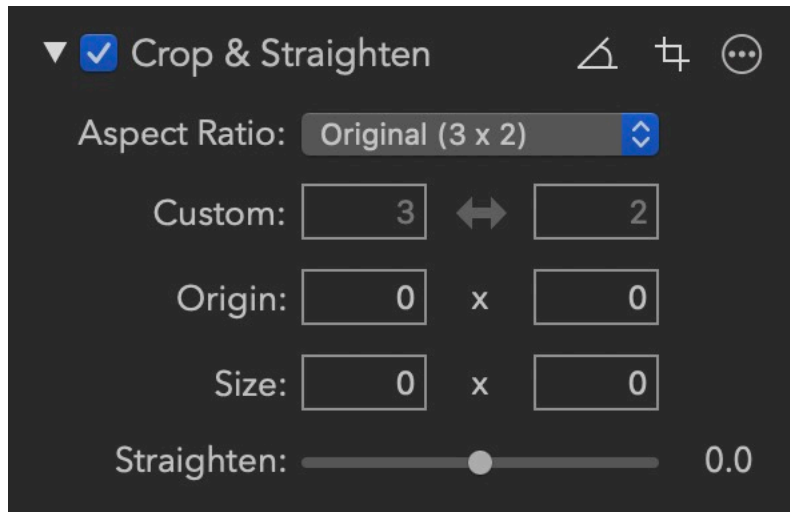 Crop & Straighten
Aspect Ratio: Original (3 x 2)
Custom: 3 2
Origin: 0 x 0
Size: 0 x 0
Straighten: 0.0